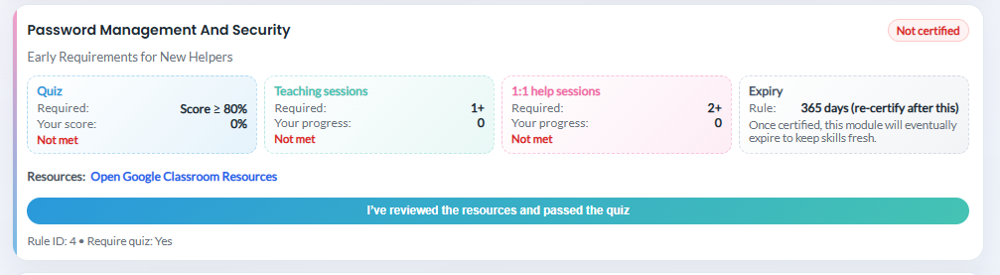 Password Management And Security
Not certified
Early Requirements for New Helpers
Quiz
Required: Score ≥ 80%
Your score: 0%
Not met
Teaching sessions
Required: 1+
Your progress: 0
Not met
1:1 help sessions
Required: 2+
Your progress: 0
Not met
Expiry
Rule: 365 days (re-certify after this)
Once certified, this module will eventually
expire to keep skills fresh.
Resources: Open Google Classroom Resources
I've reviewed the resources and passed the quiz
Rule ID: 4 • Require quiz: Yes